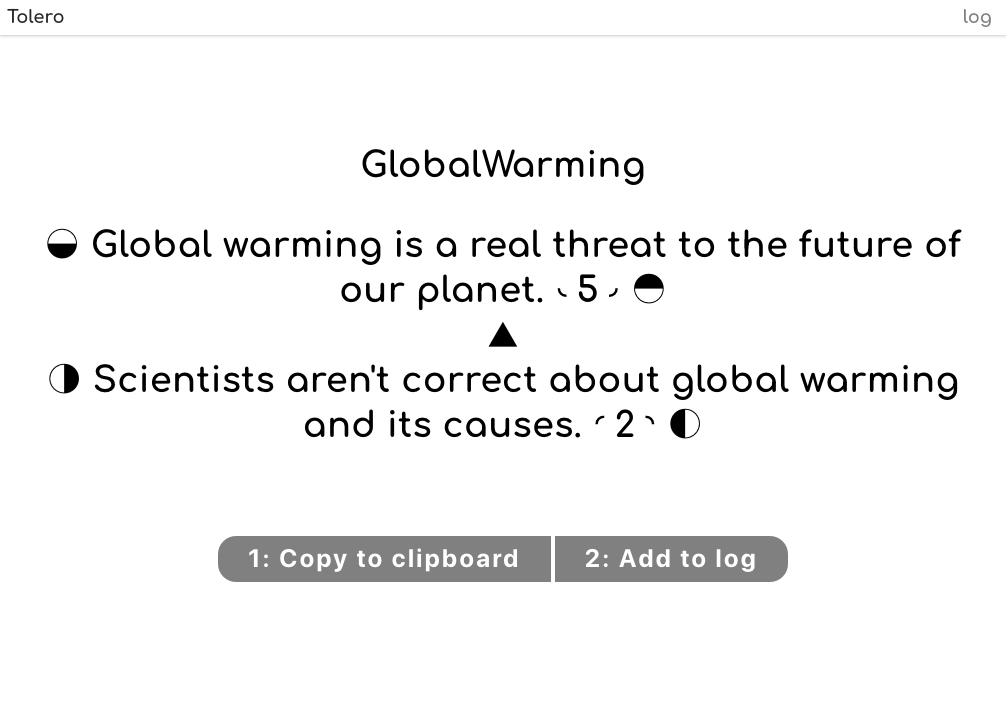 Tolero
log
GlobalWarming
◒ Global warming is a real threat to the future of
our planet. ◟ 5 ◞ ◓
▲
◑ Scientists aren't correct about global warming
and its causes. ◜ 2 ◝ ◐
1: Copy to clipboard
2: Add to log